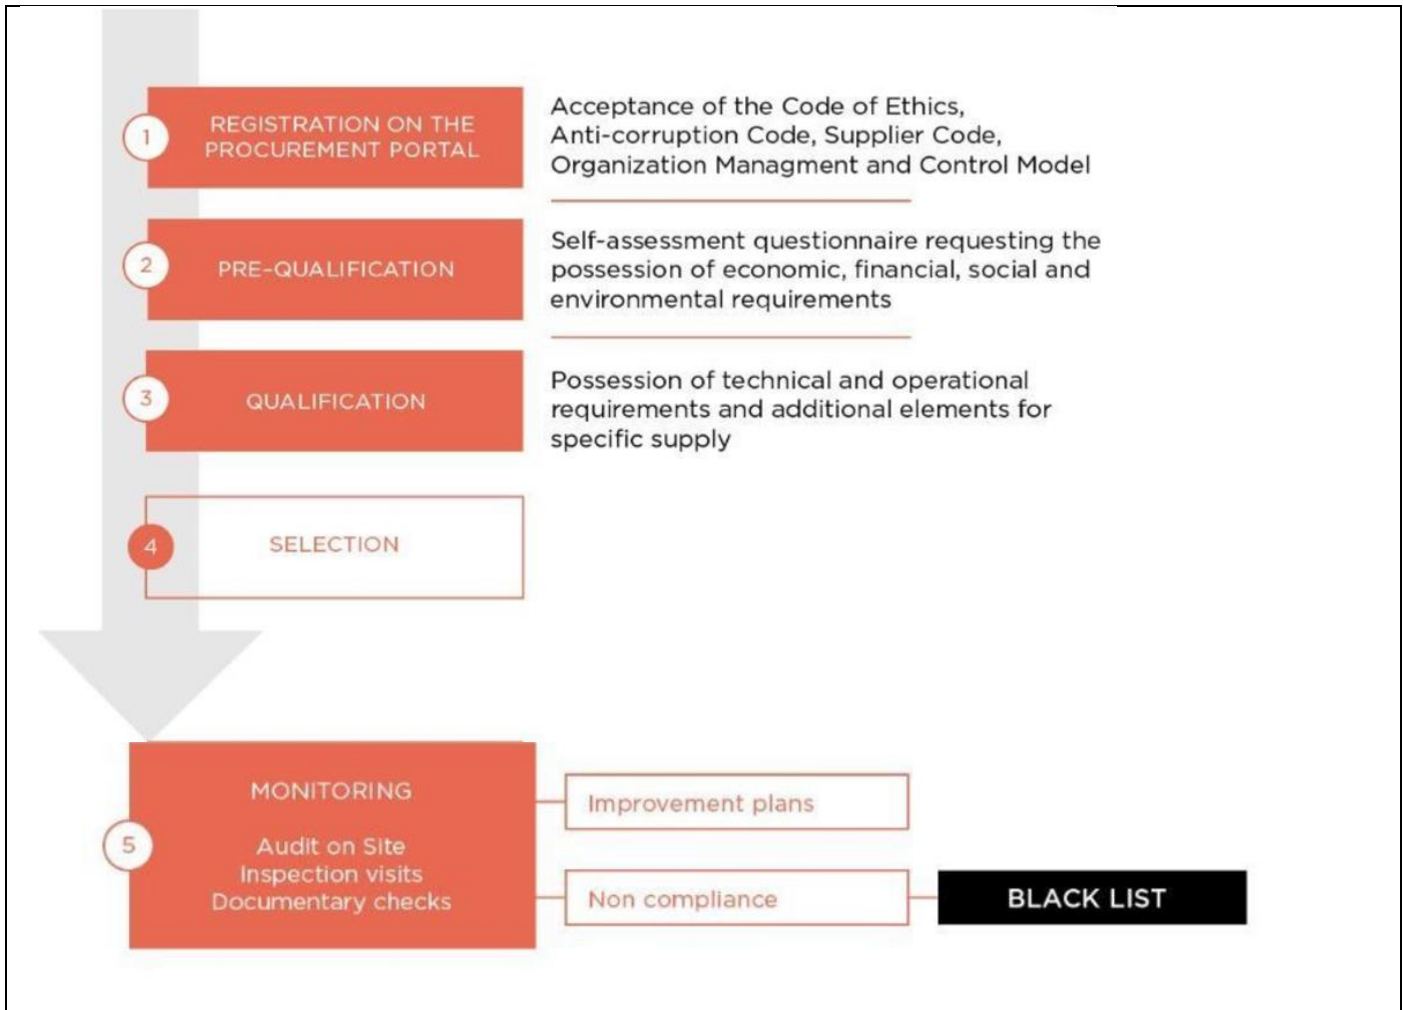 1
REGISTRATION ON THE
PROCUREMENT PORTAL
Acceptance of the Code of Ethics,
Anti-corruption Code, Supplier Code,
Organization Managment and Control Model
2
PRE-QUALIFICATION
Self-assessment questionnaire requesting the
possession of economic, financial, social and
environmental requirements
3
QUALIFICATION
Possession of technical and operational
requirements and additional elements for
specific supply
4
SELECTION
5
MONITORING
Audit on Site
Inspection visits
Documentary checks
Improvement plans
Non compliance
BLACK LIST